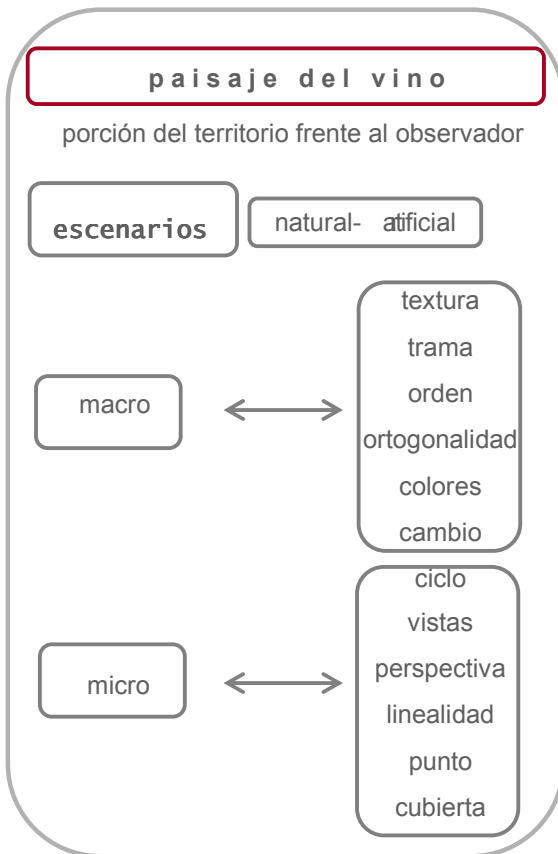 paisaje del vino
porción del territorio frente al observador
escenarios
natural- atificial
macro
textura
trama
orden
ortogonalidad
colores
cambio
micro
ciclo
vistas
perspectiva
linealidad
punto
cubierta